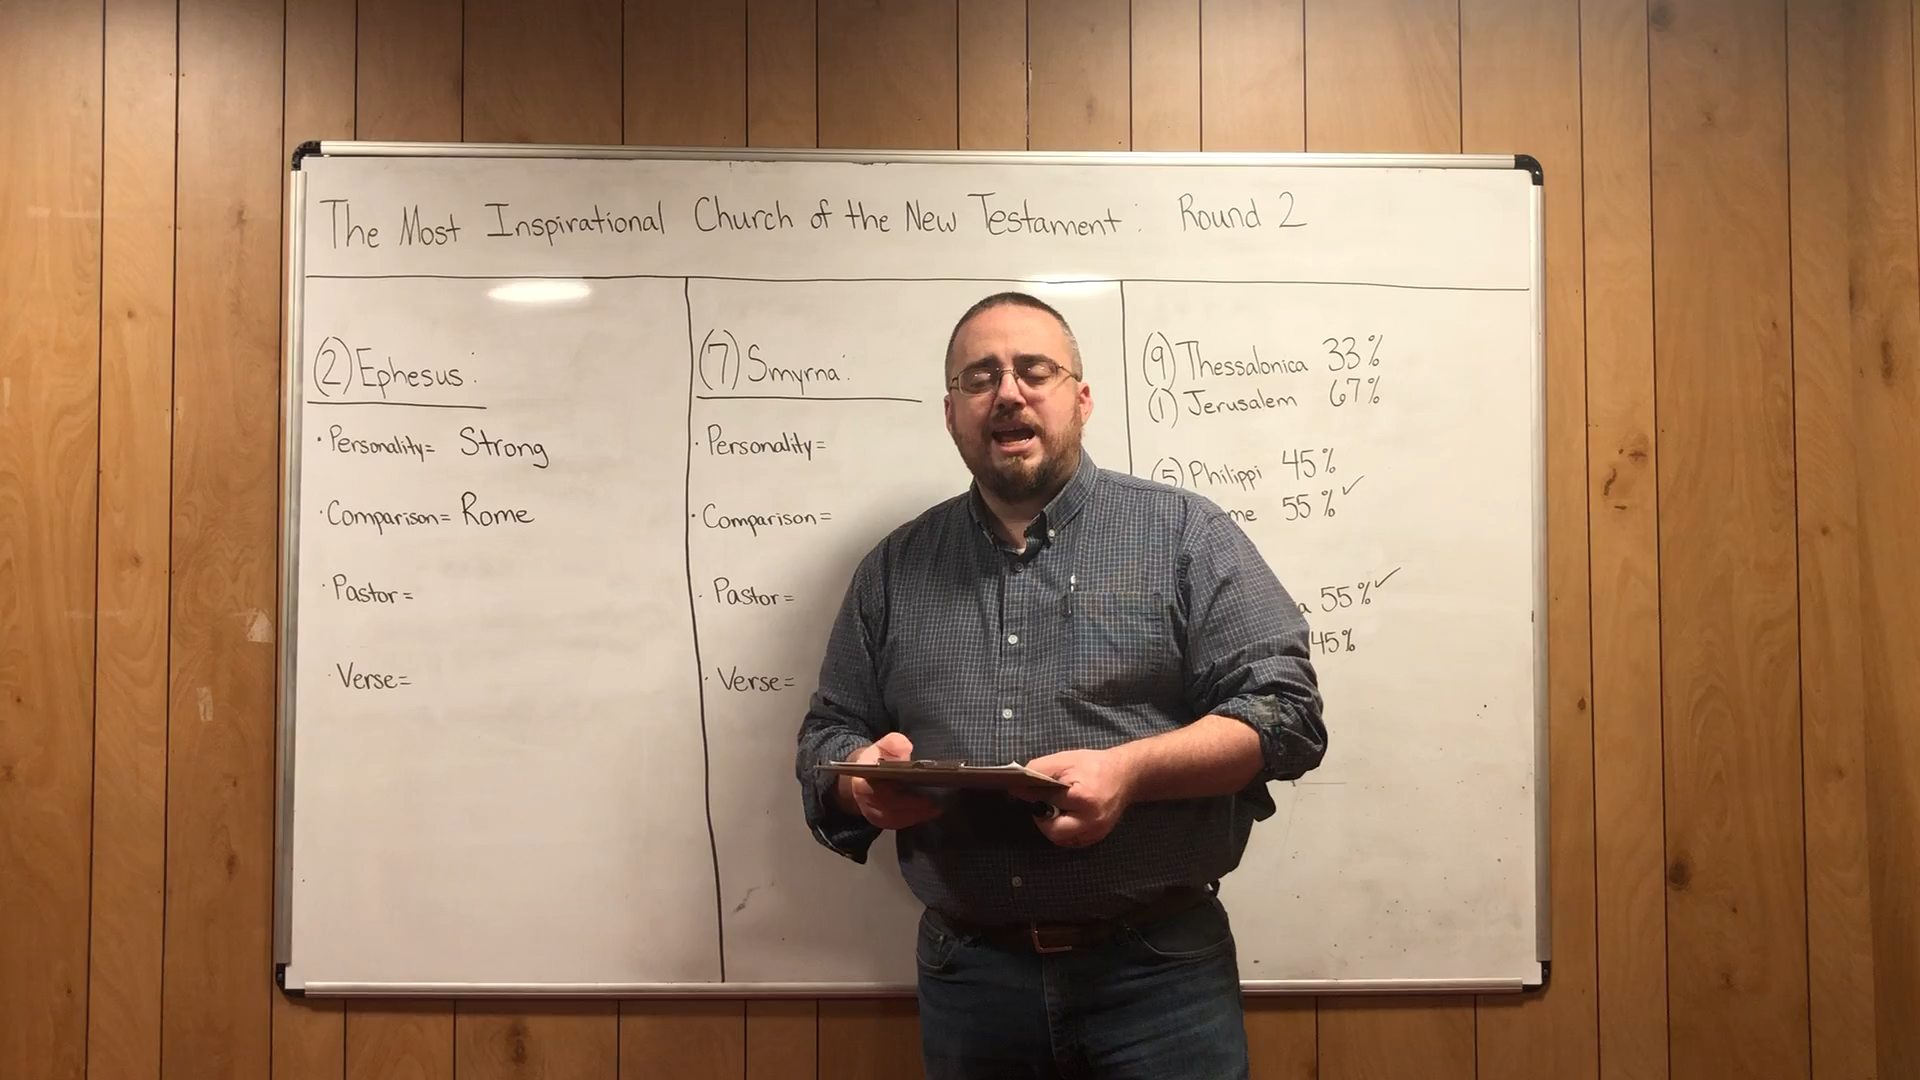 The Most Inspirational Church of the New Testament: Round 2
(2) Ephesus:
· Personality= Strong
· Comparison= Rome
· Pastor=
· Verse=
(7) Smyrna:
· Personality=
· Comparison=
· Pastor=
· Verse=
(9) Thessalonica 33%
(1) Jerusalem 67%
(5) Philippi 45%
me 55% ✓
a 55% ✓
45%